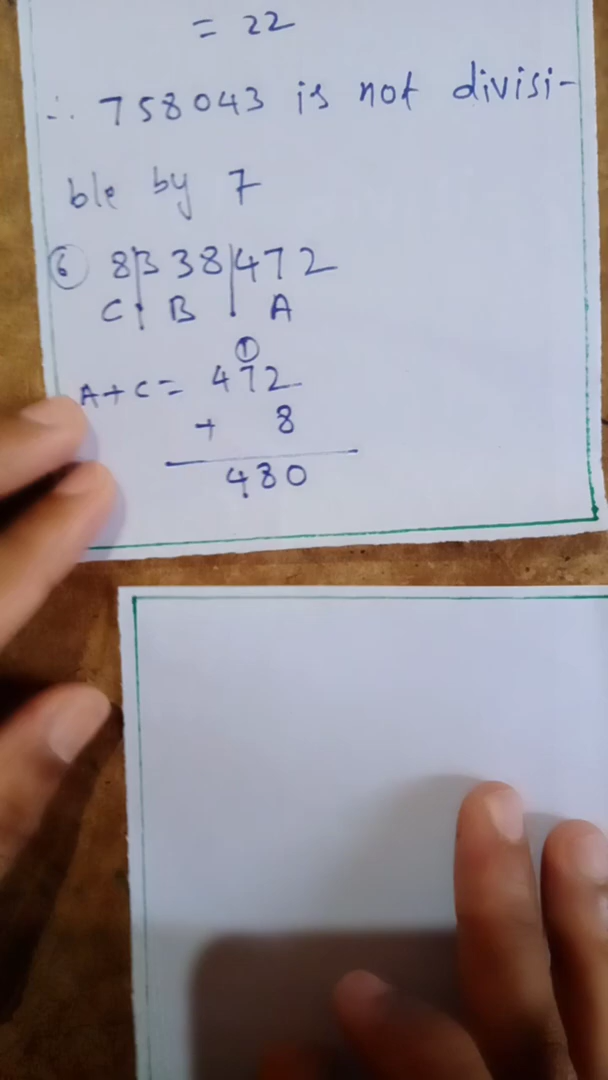 = 22
∴ 758043 is not divisi-
ble by 7
6 8|338|472
C B A
1
A+C= 472
+ 8
480